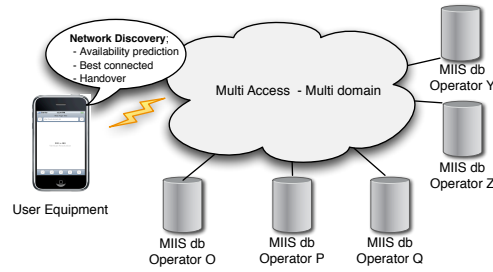 Network Discovery;
- Availability prediction
- Best connected
- Handover
Multi Access - Multi domain
MIIS db
Operator Y
MIIS db
Operator Z
User Equipment
MIIS db
Operator O
MIIS db
Operator P
MIIS db
Operator Q